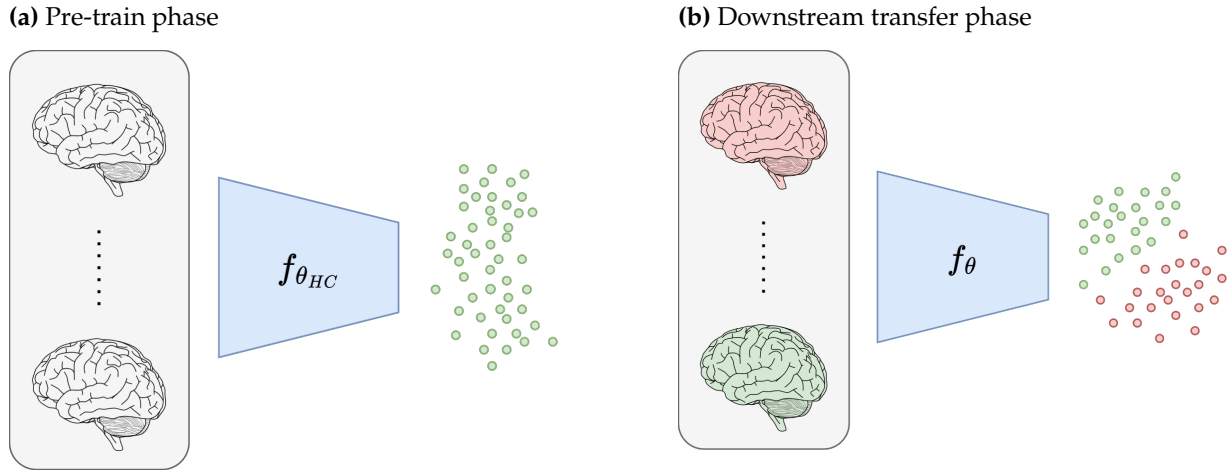 (a) Pre-train phase
(b) Downstream transfer phase
f_{θ_{HC}}
f_θ